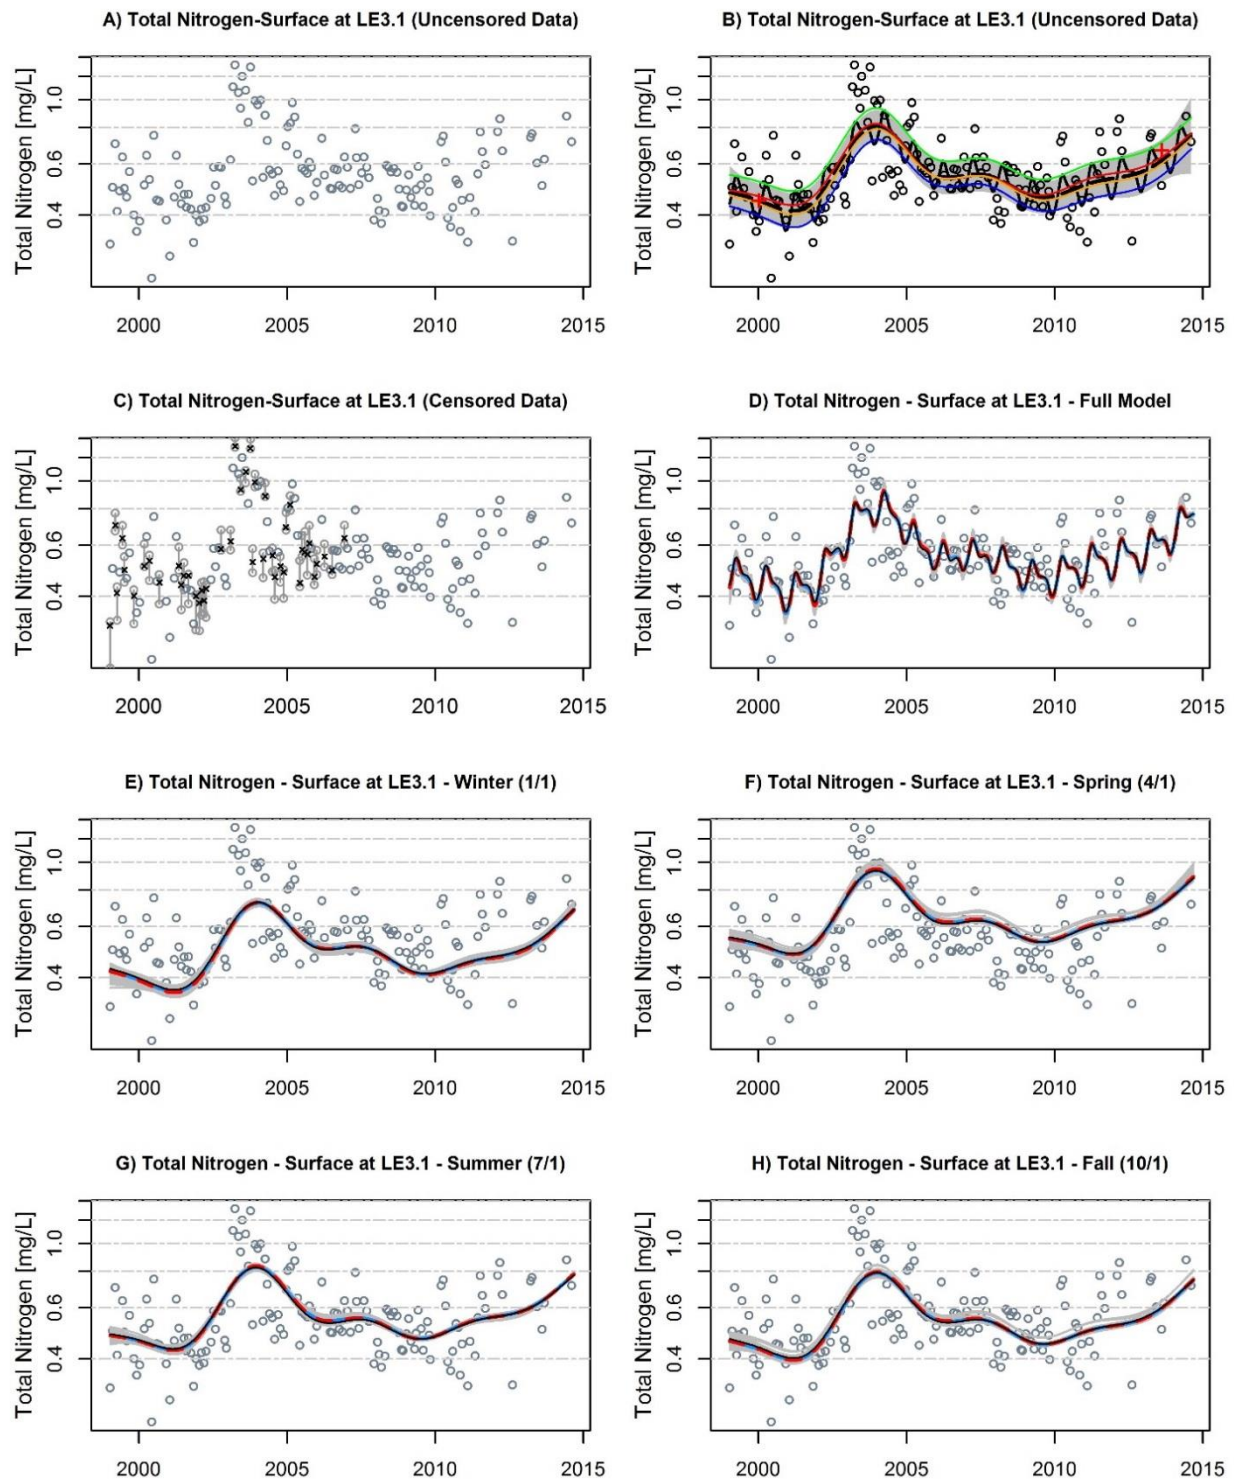 A) Total Nitrogen-Surface at LE3.1 (Uncensored Data)
Total Nitrogen [mg/L]
1.0
0.6
0.4
2000 2005 2010 2015
B) Total Nitrogen-Surface at LE3.1 (Uncensored Data)
Total Nitrogen [mg/L]
1.0
0.6
0.4
2000 2005 2010 2015
C) Total Nitrogen-Surface at LE3.1 (Censored Data)
Total Nitrogen [mg/L]
1.0
0.6
0.4
2000 2005 2010 2015
D) Total Nitrogen - Surface at LE3.1 - Full Model
Total Nitrogen [mg/L]
1.0
0.6
0.4
2000 2005 2010 2015
E) Total Nitrogen - Surface at LE3.1 - Winter (1/1)
Total Nitrogen [mg/L]
1.0
0.6
0.4
2000 2005 2010 2015
F) Total Nitrogen - Surface at LE3.1 - Spring (4/1)
Total Nitrogen [mg/L]
1.0
0.6
0.4
2000 2005 2010 2015
G) Total Nitrogen - Surface at LE3.1 - Summer (7/1)
Total Nitrogen [mg/L]
1.0
0.6
0.4
2000 2005 2010 2015
H) Total Nitrogen - Surface at LE3.1 - Fall (10/1)
Total Nitrogen [mg/L]
1.0
0.6
0.4
2000 2005 2010 2015